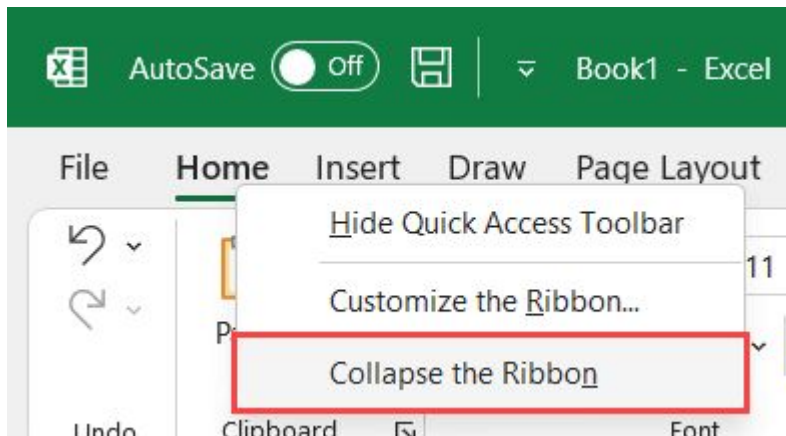 AutoSave Off Book1 - Excel
File Home Insert Draw Page Layout
Hide Quick Access Toolbar
11
Customize the Ribbon...
Collapse the Ribbon
Undo Clipboard Font